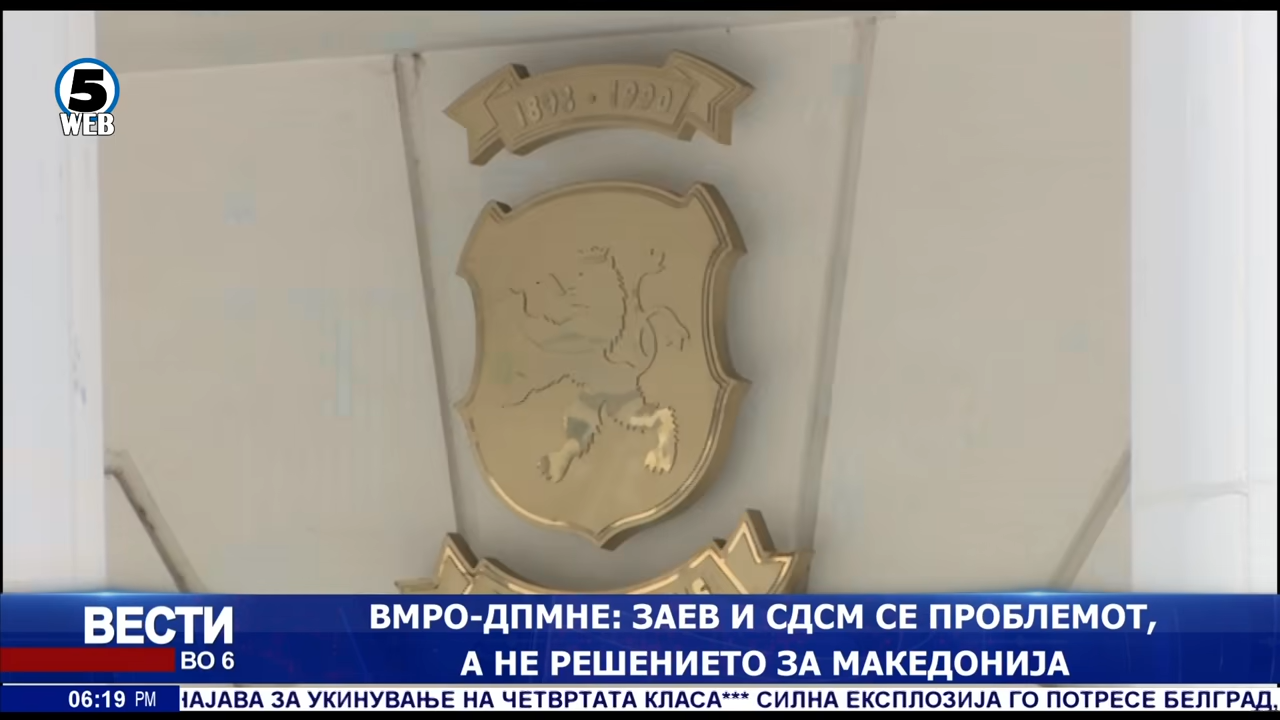 5
WEB
1893 · 1990
ВМРО-ДПМНЕ: ЗАЕВ И СДСМ СЕ ПРОБЛЕМОТ,
А НЕ РЕШЕНИЕТО ЗА МАКЕДОНИЈА
ВЕСТИ
ВО 6
06:19 PM
НАЈАВА ЗА УКИНУВАЊЕ НА ЧЕТВРТАТА КЛАСА*** СИЛНА ЕКСПЛОЗИЈА ГО ПОТРЕСЕ БЕЛГРАД,